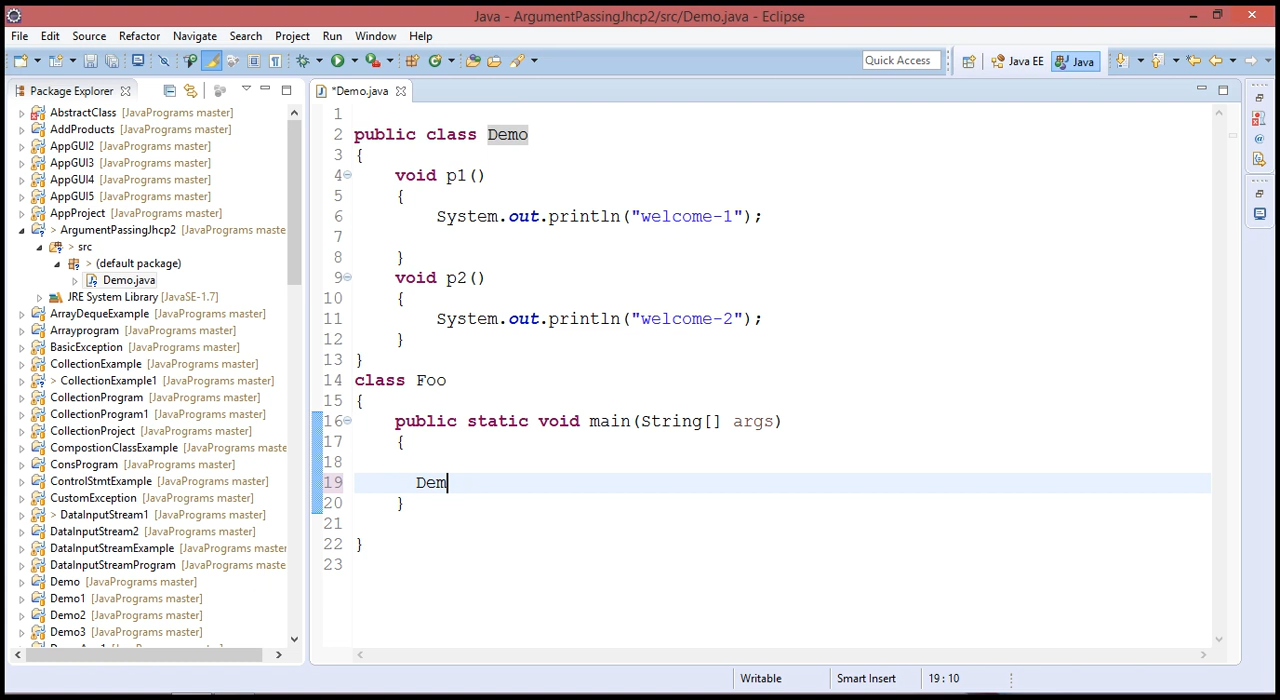 Java - ArgumentPassingJhcp2/src/Demo.java - Eclipse
File Edit Source Refactor Navigate Search Project Run Window Help
Quick Access Java EE Java
Package Explorer
*Demo.java
AbstractClass [JavaPrograms master]
AddProducts [JavaPrograms master]
AppGUI2 [JavaPrograms master]
AppGUI3 [JavaPrograms master]
AppGUI4 [JavaPrograms master]
AppGUI5 [JavaPrograms master]
AppProject [JavaPrograms master]
> ArgumentPassingJhcp2 [JavaPrograms maste
> src
> (default package)
Demo.java
JRE System Library [JavaSE-1.7]
ArrayDequeExample [JavaPrograms master]
Arrayprogram [JavaPrograms master]
BasicException [JavaPrograms master]
CollectionExample [JavaPrograms master]
> CollectionExample1 [JavaPrograms master]
CollectionProgram [JavaPrograms master]
CollectionProgram1 [JavaPrograms master]
CollectionProject [JavaPrograms master]
CompostionClassExample [JavaPrograms mast
ConsProgram [JavaPrograms master]
ControlStmtExample [JavaPrograms master]
CustomException [JavaPrograms master]
> DataInputStream1 [JavaPrograms master]
DataInputStream2 [JavaPrograms master]
DataInputStreamExample [JavaPrograms master
DataInputStreamProgram [JavaPrograms maste
Demo [JavaPrograms master]
Demo1 [JavaPrograms master]
Demo2 [JavaPrograms master]
Demo3 [JavaPrograms master]
1
2 public class Demo
3 {
4 void p1()
5 {
6 System.out.println("welcome-1");
7
8 }
9 void p2()
10 {
11 System.out.println("welcome-2");
12 }
13 }
14 class Foo
15 {
16 public static void main(String[] args)
17 {
18
19 Dem
20 }
21
22 }
23
Writable Smart Insert 19 : 10